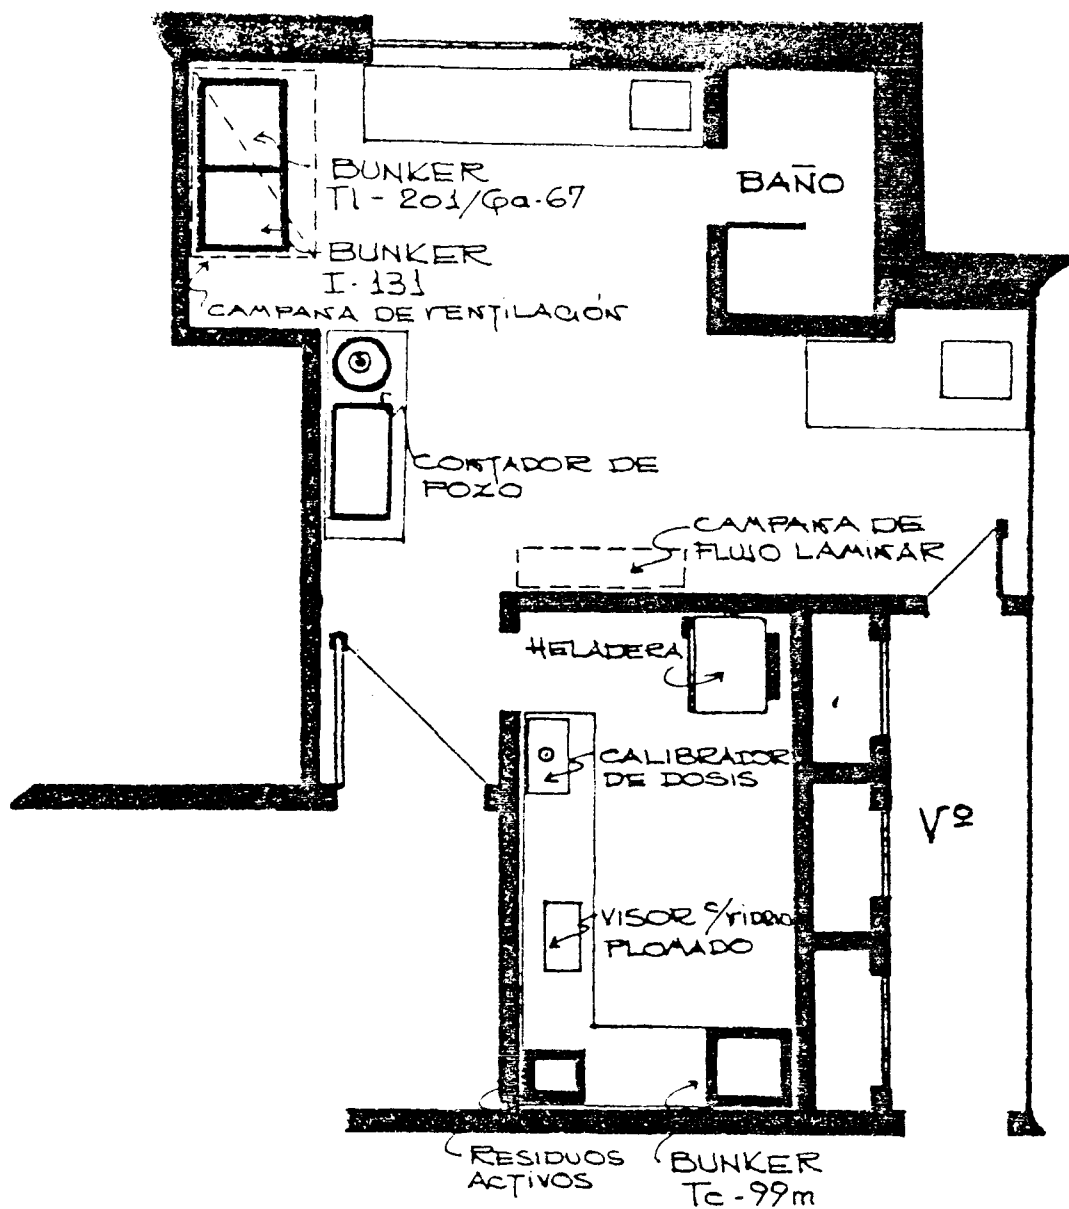 BUNKER
Tl - 201/Ga-67
BAÑO
BUNKER
I-131
CAMPANA DE VENTILACIÓN
CONTADOR DE
POZO
CAMPANA DE
FLUJO LAMINAR
HELADERA
CALIBRADOR
DE DOSIS
Vº
VISOR c/VIDRIO
PLOMADO
RESIDUOS
ACTIVOS
BUNKER
Tc-99m